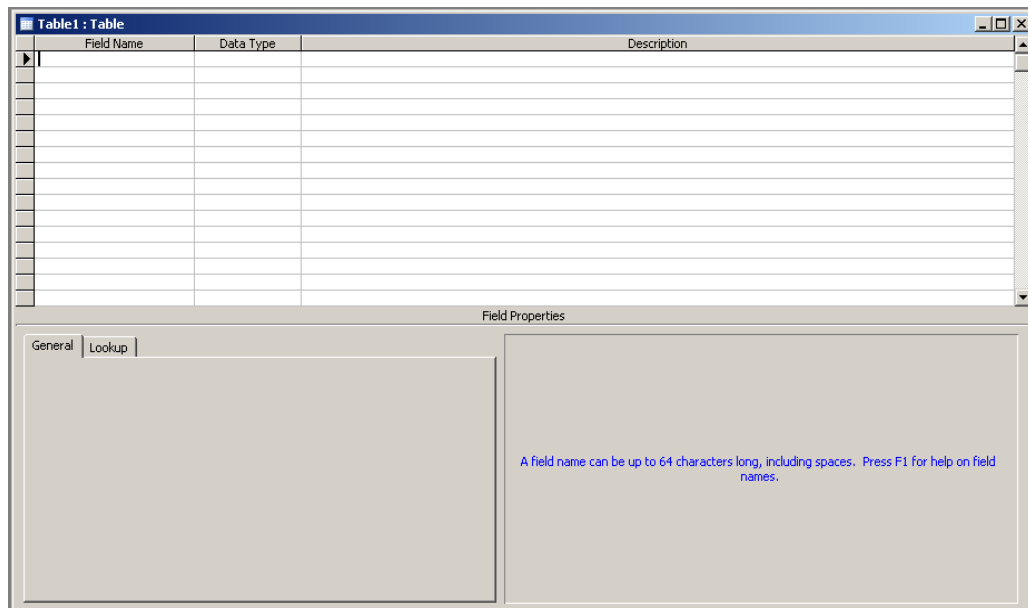 Table1 : Table
Field Name Data Type Description
Field Properties
General Lookup
A field name can be up to 64 characters long, including spaces. Press F1 for help on field
names.